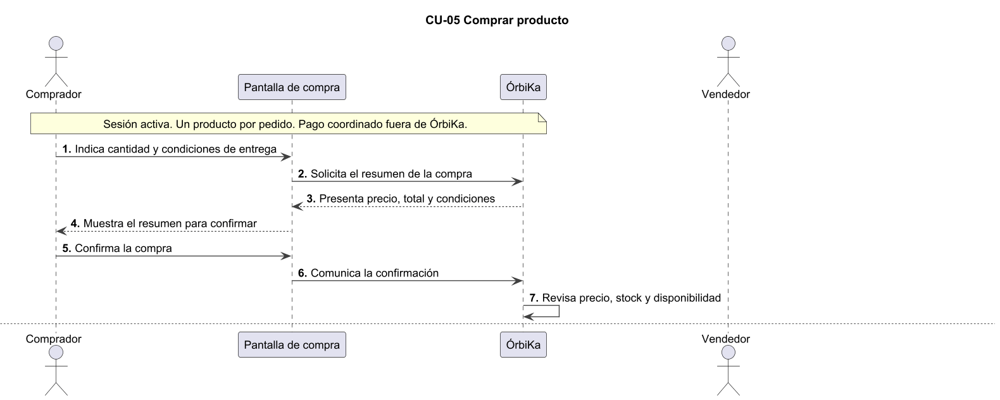 CU-05 Comprar producto
Comprador
Pantalla de compra
ÓrbiKa
Vendedor
Sesión activa. Un producto por pedido. Pago coordinado fuera de ÓrbiKa.
1. Indica cantidad y condiciones de entrega
2. Solicita el resumen de la compra
3. Presenta precio, total y condiciones
4. Muestra el resumen para confirmar
5. Confirma la compra
6. Comunica la confirmación
7. Revisa precio, stock y disponibilidad
Comprador
Pantalla de compra
ÓrbiKa
Vendedor